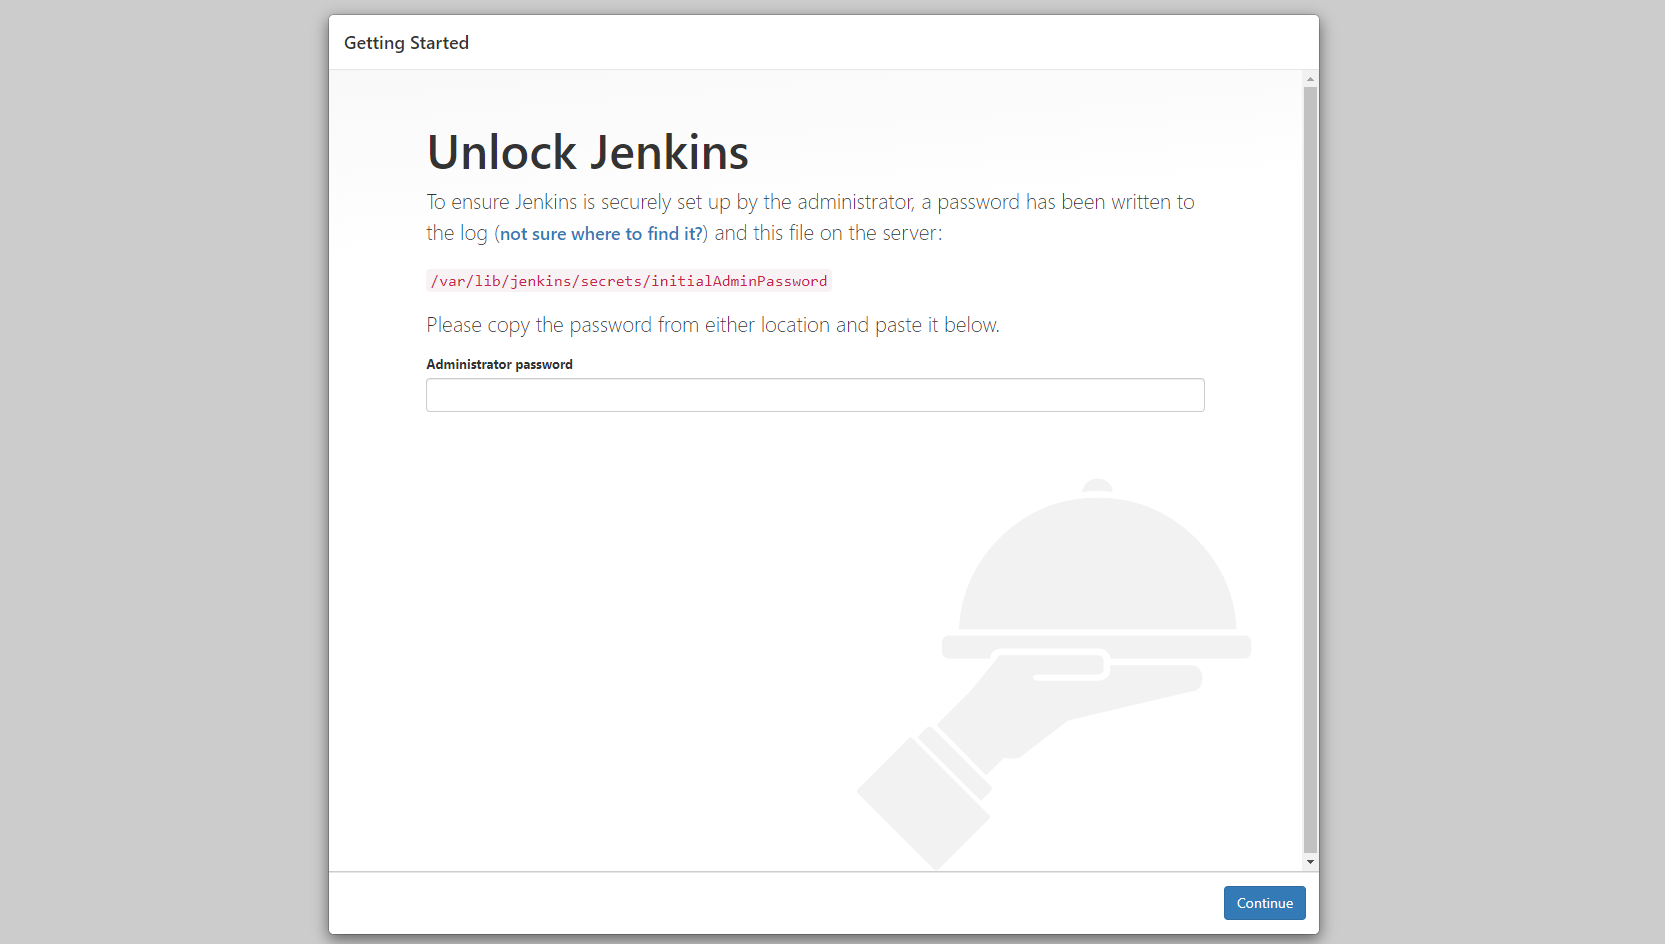 Getting Started
Unlock Jenkins
To ensure Jenkins is securely set up by the administrator, a password has been written to
the log (not sure where to find it?) and this file on the server:
/var/lib/jenkins/secrets/initialAdminPassword
Please copy the password from either location and paste it below.
Administrator password
Continue